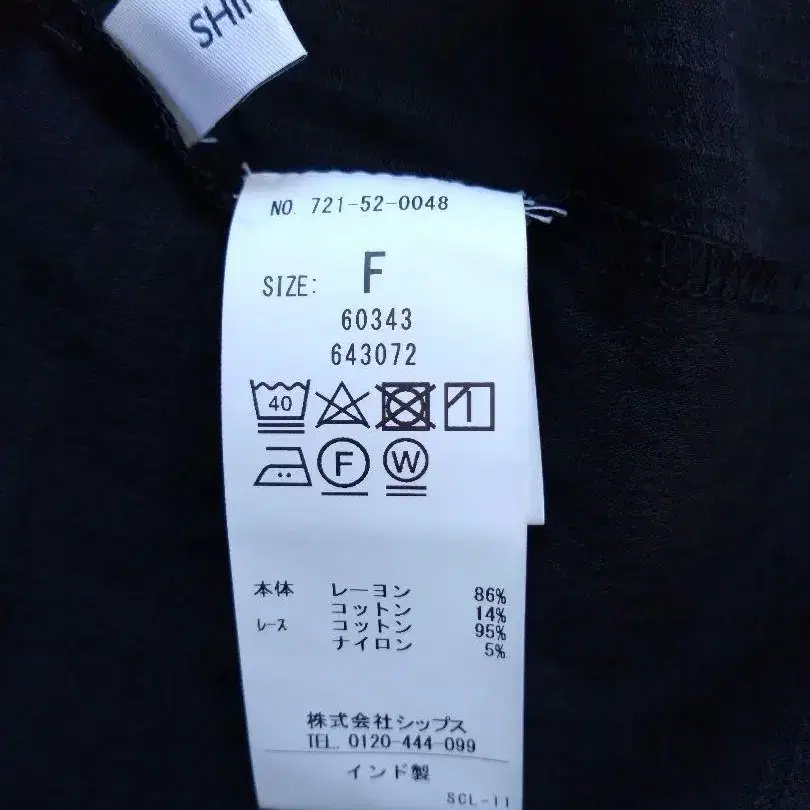 NO. 721-52-0048
SIZE: F
60343
643072
40
F W
本体 レーヨン 86%
コットン 14%
レース コットン 95%
ナイロン 5%
株式会社シップス
TEL. 0120-444-099
インド製
SCL-11